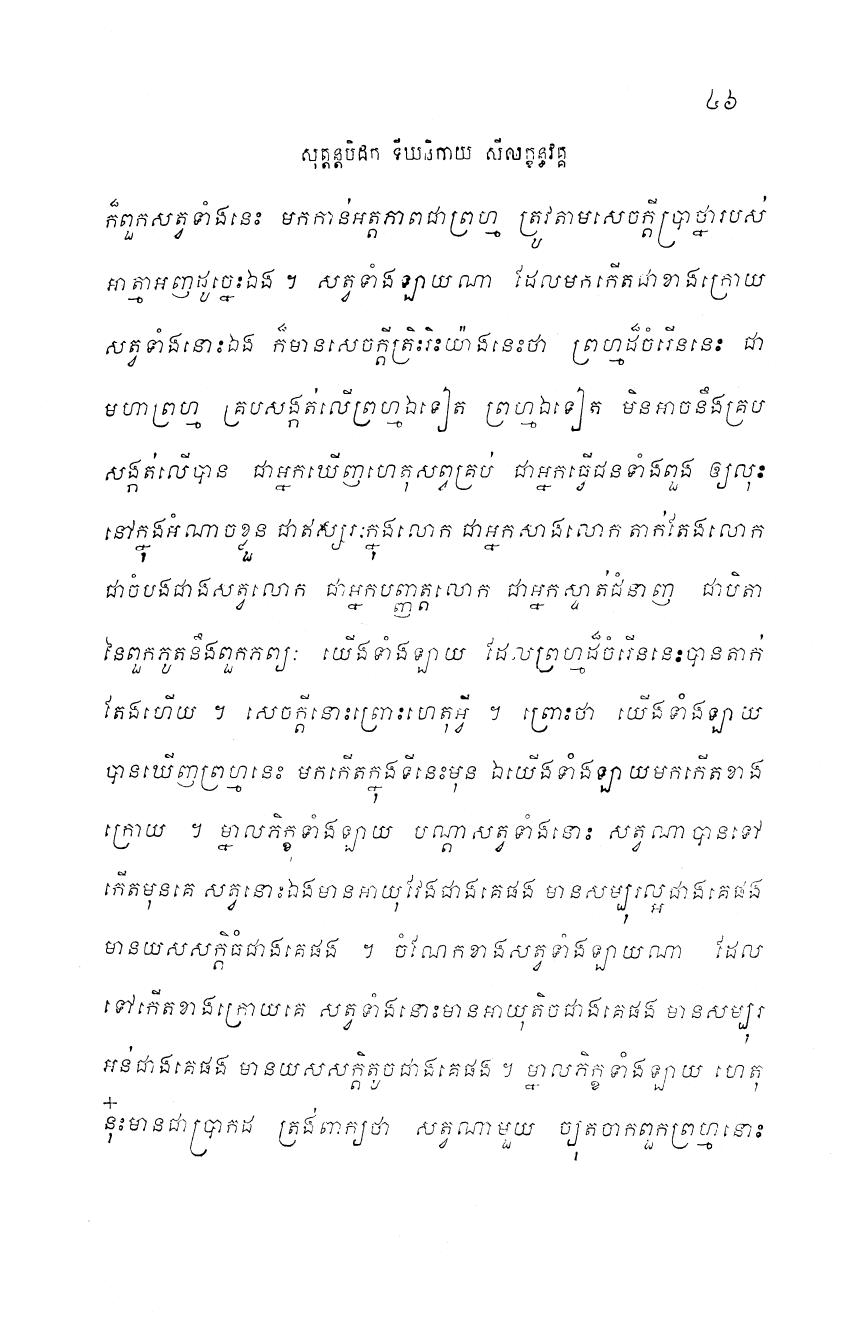 ៤៦
សុត្តន្តបិដក ទីឃនិកាយ សីលក្ខន្ធវគ្គ
ក៏ពួកសត្វទាំងនេះ មកកាន់អត្តភាពជាព្រហ្ម ត្រូវតាមសេចក្តីប្រាថ្នារបស់
អាត្មាអញដូច្នេះឯង ។ សត្វទាំងឡាយណា ដែលមកកើតជាខាងក្រោយ
សត្វទាំងនោះឯង ក៏មានសេចក្តីត្រិះរិះយ៉ាងនេះថា ព្រហ្មដ៏ចំរើននេះ ជា
មហាព្រហ្ម គ្របសង្កត់លើព្រហ្មឯទៀត ព្រហ្មឯទៀត មិនអាចនឹងគ្រប
សង្កត់លើបាន ជាអ្នកឃើញហេតុសព្វគ្រប់ ជាអ្នកធ្វើជនទាំងពួង ឲ្យលុះ
នៅក្នុងអំណាចខ្លួន ជាឥស្សរៈក្នុងលោក ជាអ្នកសាងលោក តាក់តែងលោក
ជាចំបងជាងសត្វលោក ជាអ្នកបញ្ញត្តលោក ជាអ្នកស្ទាត់ជំនាញ ជាបិតា
នៃពួកភូតនឹងពួកភព្យៈ យើងទាំងឡាយ ដែលព្រហ្មដ៏ចំរើននេះបានតាក់
តែងហើយ ។ សេចក្តីនោះព្រោះហេតុអ្វី ។ ព្រោះថា យើងទាំងឡាយ
បានឃើញព្រហ្មនេះ មកកើតក្នុងទីនេះមុន ឯយើងទាំងឡាយមកកើតខាង
ក្រោយ ។ ម្នាលភិក្ខុទាំងឡាយ បណ្តាសត្វទាំងនោះ សត្វណាបានទៅ
កើតមុនគេ សត្វនោះឯងមានអាយុវែងជាងគេផង មានសម្បុរល្អជាងគេផង
មានយសសក្តិធំជាងគេផង ។ ចំណែកខាងសត្វទាំងឡាយណា ដែល
ទៅកើតខាងក្រោយគេ សត្វទាំងនោះមានអាយុតិចជាងគេផង មានសម្បុរ
អន់ជាងគេផង មានយសសក្តិតូចជាងគេផង ។ ម្នាលភិក្ខុទាំងឡាយ ហេតុ
នុ៎ះមានជាប្រាកដ ត្រង់ពាក្យថា សត្វណាមួយ ច្យុតចាកពួកព្រហ្មនោះ